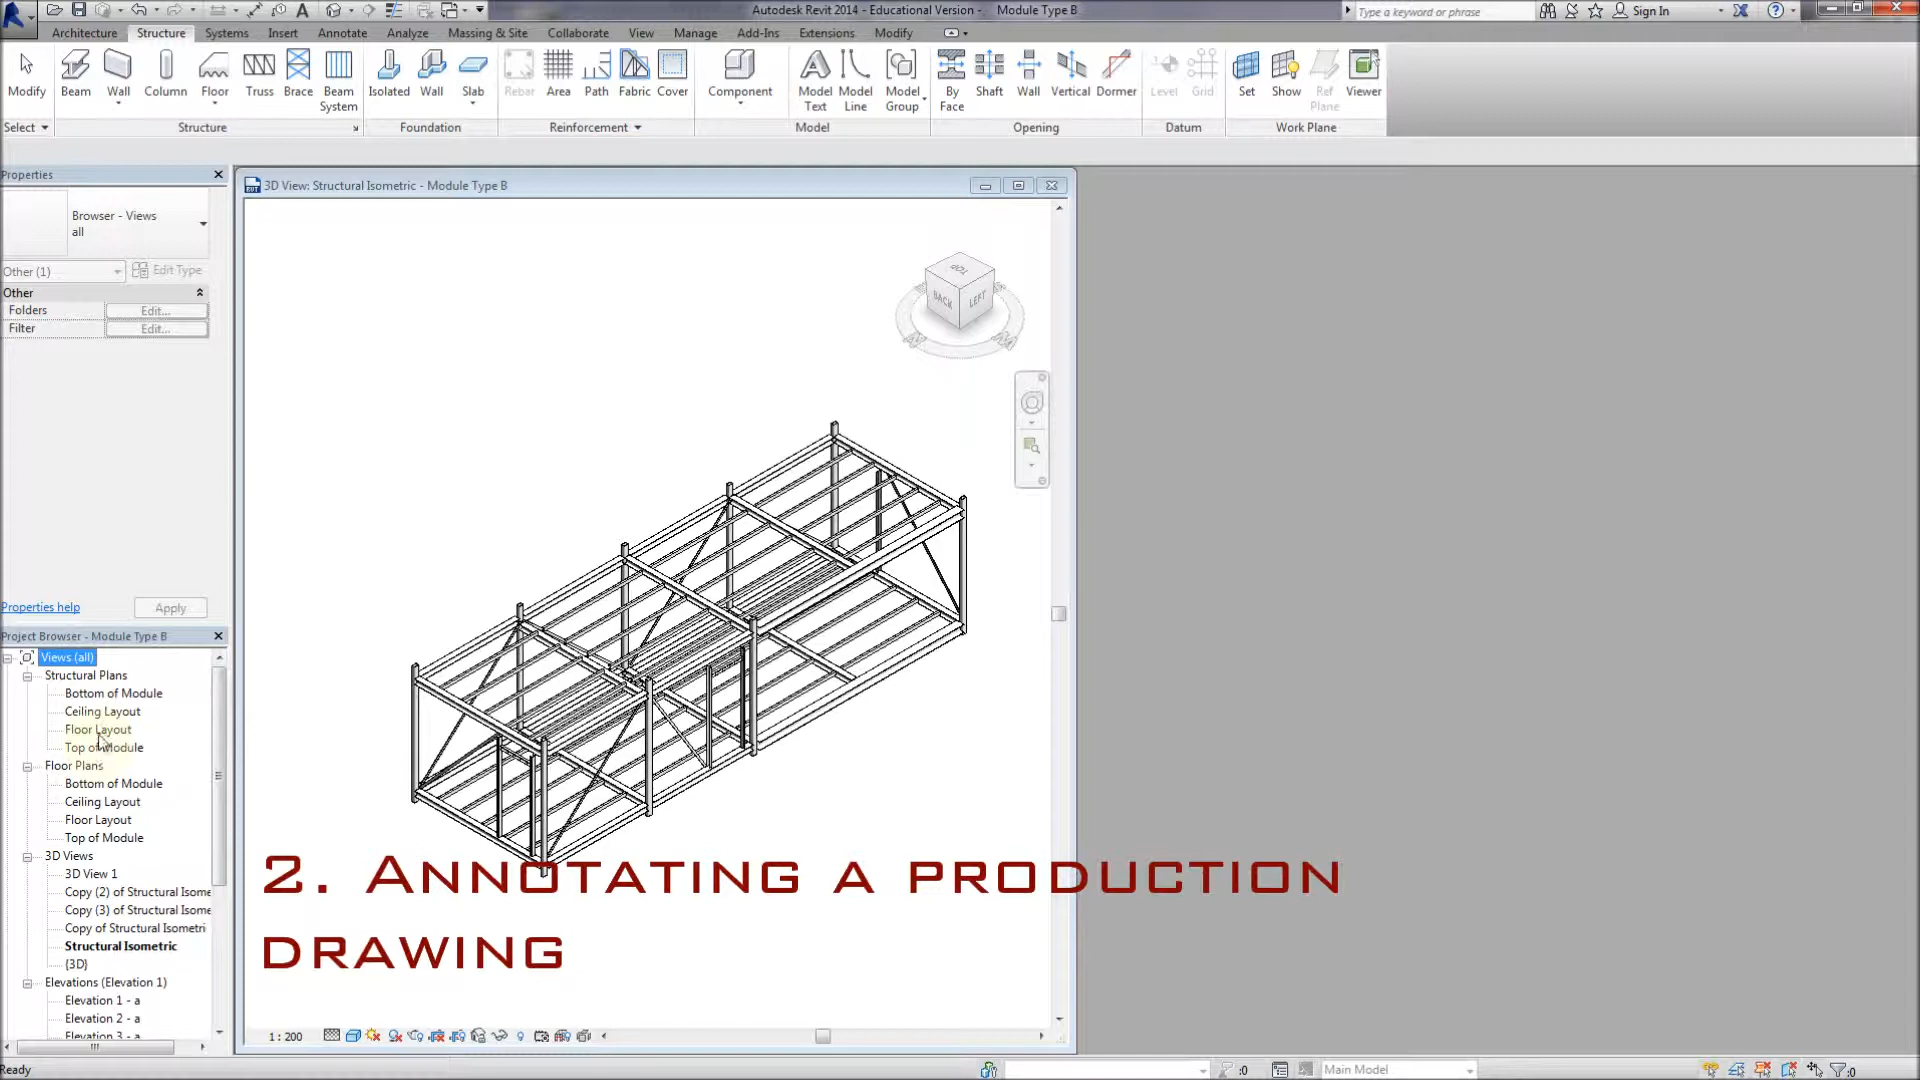 Autodesk Revit 2014 - Educational Version - Module Type B
Type a keyword or phrase
Sign In
Architecture Structure Systems Insert Annotate Analyze Massing & Site Collaborate View Manage Add-Ins Extensions Modify
Modify Beam Wall Column Floor Truss Brace Beam System Isolated Wall Slab Rebar Area Path Fabric Cover Component Model Text Model Line Model Group By Face Shaft Wall Vertical Dormer Level Grid Set Show Ref Plane Viewer
Select Structure Foundation Reinforcement Model Opening Datum Work Plane
Properties
Browser - Views
all
Other (1) Edit Type
Other
Folders Edit...
Filter Edit...
Properties help Apply
Project Browser - Module Type B
Views (all)
Structural Plans
Bottom of Module
Ceiling Layout
Floor Layout
Top of Module
Floor Plans
Bottom of Module
Ceiling Layout
Floor Layout
Top of Module
3D Views
3D View 1
Copy (2) of Structural Isome
Copy (3) of Structural Isome
Copy of Structural Isometri
Structural Isometric
{3D}
Elevations (Elevation 1)
Elevation 1 - a
Elevation 2 - a
Elevation 3 - a
3D View: Structural Isometric - Module Type B
TOP
BACK LEFT
2. Annotating a production
drawing
1 : 200
Ready
:0
Main Model
:0